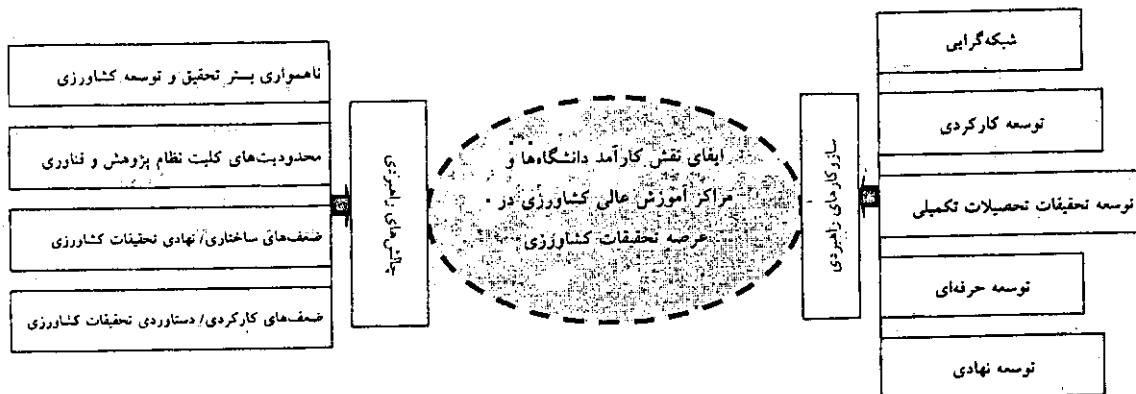 شبکه‌گرایی
توسعه کارکردی
توسعه تحقیقات تحصیلات تکمیلی
توسعه حرفه‌ای
توسعه نهادی
سازوکارهای راهبردی
ایفای نقش کارآمد دانشگاه‌ها و
مراکز آموزش عالی کشاورزی در
عرصه تحقیقات کشاورزی
چالش‌های راهبردی
ناهمواری بستر تحقیق و توسعه کشاورزی
محدودیت‌های کلیت نظام پژوهش و فناوری
ضعف‌های ساختاری/ نهادی تحقیقات کشاورزی
ضعف‌های کارکردی/ دستاوردی تحقیقات کشاورزی